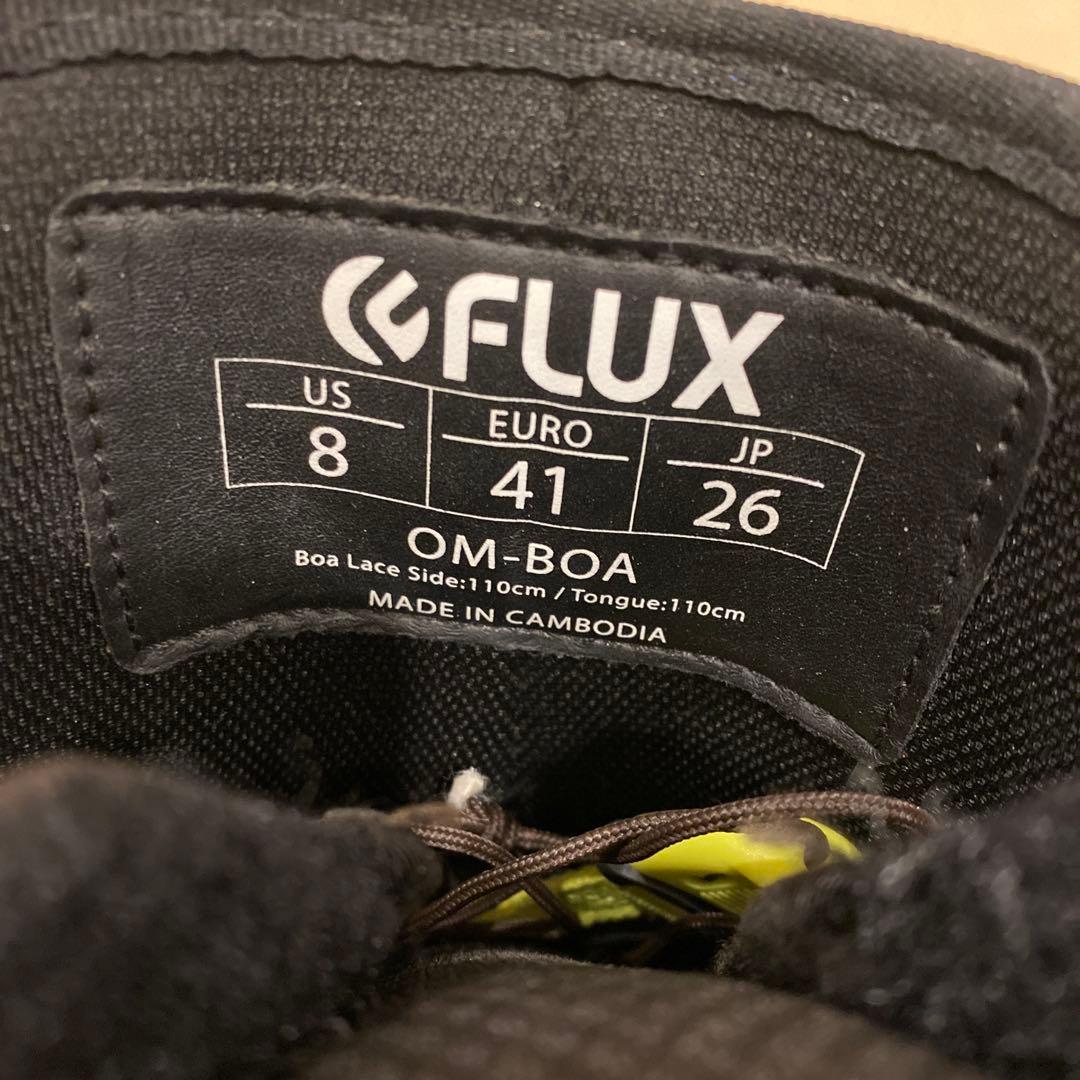 FLUX
US EURO JP
8 41 26
OM-BOA
Boa Lace Side:110cm / Tongue:110cm
MADE IN CAMBODIA